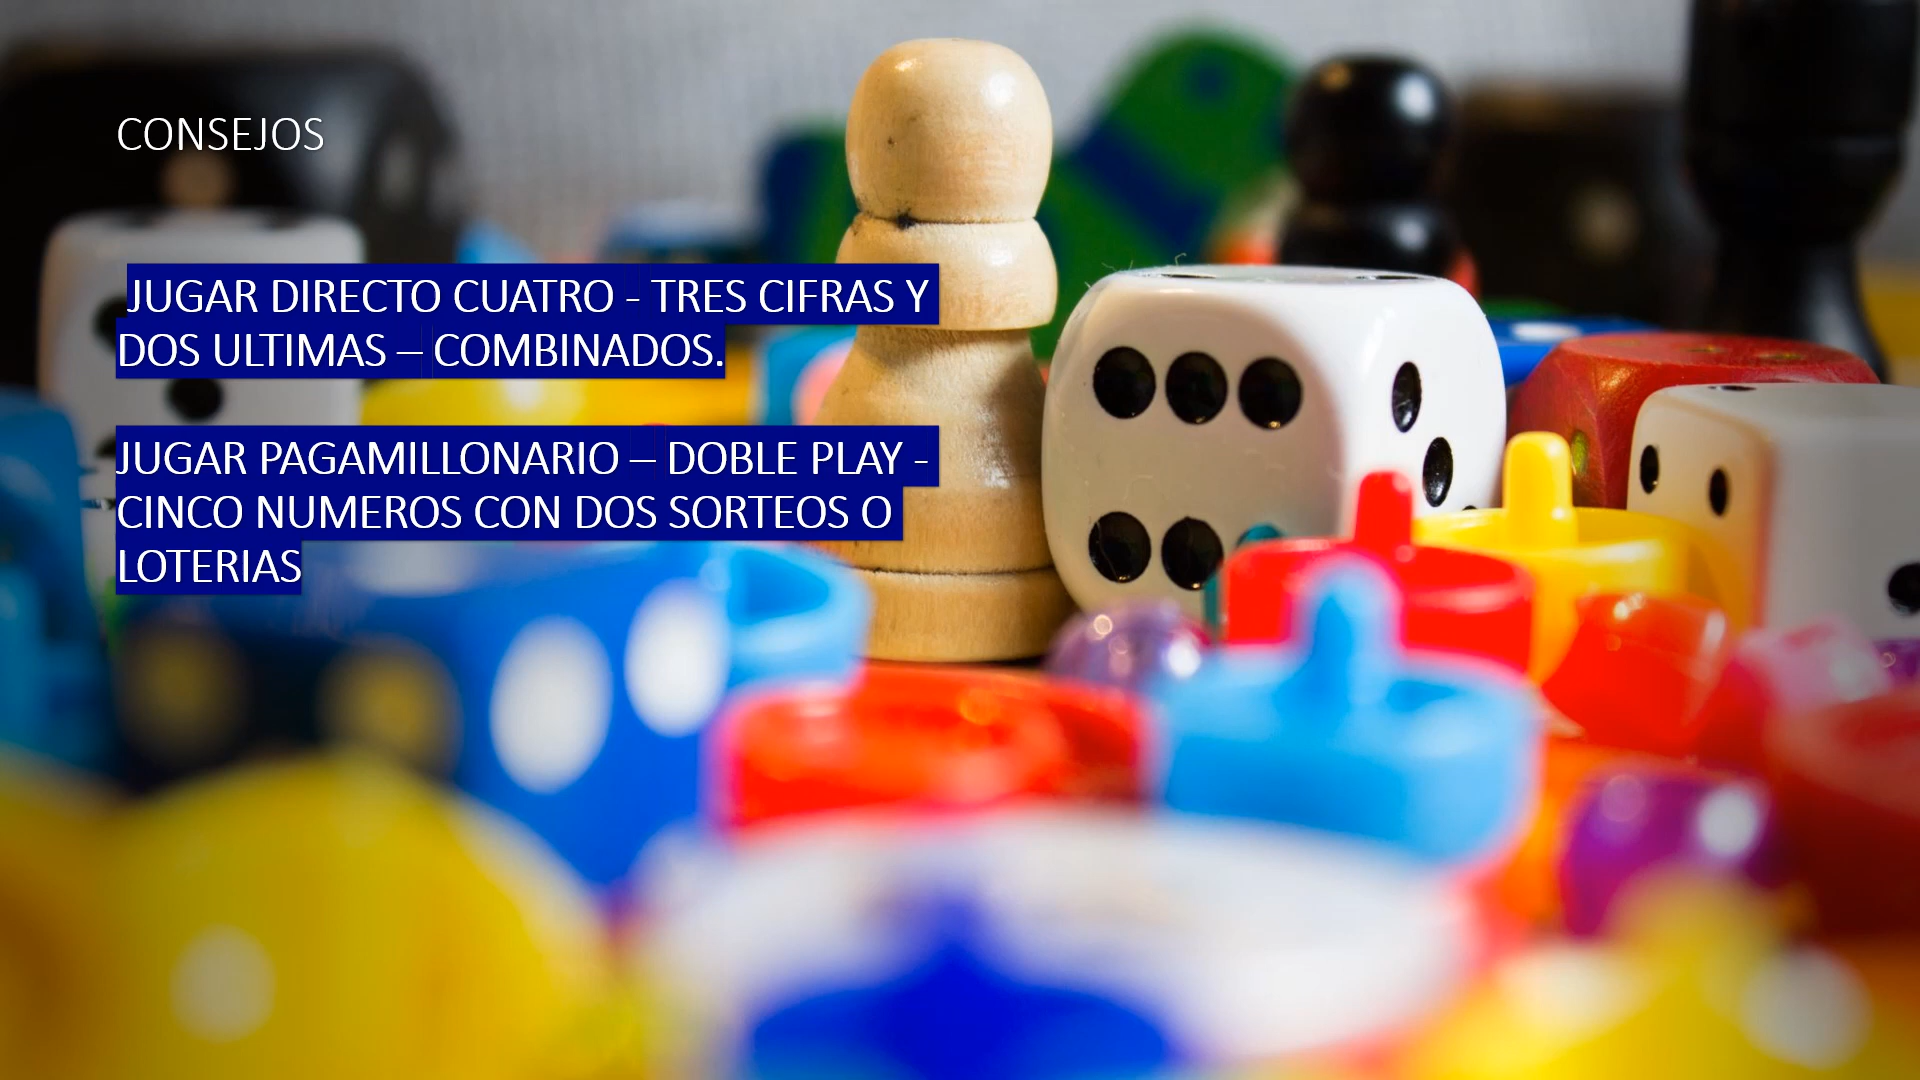 CONSEJOS
JUGAR DIRECTO CUATRO - TRES CIFRAS Y
DOS ULTIMAS – COMBINADOS.
JUGAR PAGAMILLONARIO – DOBLE PLAY -
CINCO NUMEROS CON DOS SORTEOS O
LOTERIAS